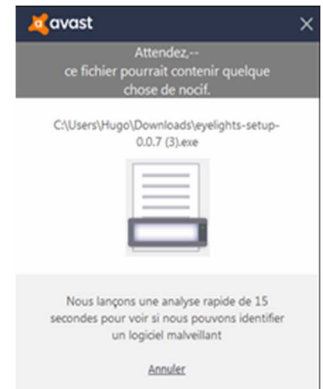 avast
Attendez,--
ce fichier pourrait contenir quelque
chose de nocif.
C:\Users\Hugo\Downloads\eyelights-setup-
0.0.7 (3).exe
Nous lançons une analyse rapide de 15
secondes pour voir si nous pouvons identifier
un logiciel malveillant
Annuler